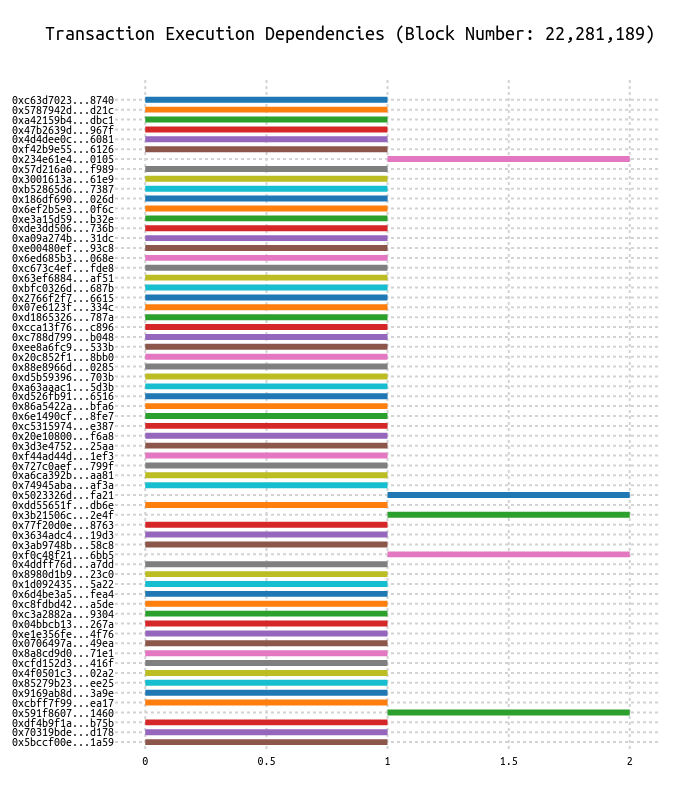 Transaction Execution Dependencies (Block Number: 22,281,189)
0xc63d7023...8740
0x5787942d...d21c
0xa42159b4...dbc1
0x47b2639d...967f
0x4d4dee0c...6081
0xf42b9e55...6126
0x234e61e4...0105
0x57d216a0...f989
0x3001613a...61e9
0xb52865d6...7387
0x186df690...026d
0x6ef2b5e3...0f6c
0xe3a15d59...b32e
0xde3dd506...736b
0xa09a274b...31dc
0xe00480ef...93c8
0x6ed685b3...068e
0xc673c4ef...fde8
0x63ef6884...af51
0xbfc0326d...687b
0x2766f2f7...6615
0x07e6123f...334c
0xd1865326...787a
0xcca13f76...c896
0xc788d799...b048
0xee8a6fc9...533b
0x20c852f1...8bb0
0x88e8966d...0285
0xd5b59396...703b
0xa63aaac1...5d3b
0xd526fb91...6516
0x86a5422a...bfa6
0x6e1490cf...8fe7
0xc5315974...e387
0x20e10800...f6a8
0x3d3e4752...25aa
0xf44ad44d...1ef3
0x727c0aef...799f
0xa6ca392b...aa81
0x74945aba...af3a
0x5023326d...fa21
0xdd55651f...db6e
0x3b21506c...2e4f
0x77f20d0e...8763
0x3634adc4...19d3
0x3ab9748b...58c8
0xf0c48f21...6bb5
0x4ddff76d...a7dd
0x8980d1b9...23c0
0x1d092435...5a22
0x6d4be3a5...fea4
0xc8fdbd42...a5de
0xc3a2882a...9304
0x04bbcb13...267a
0xe1e356fe...4f76
0x0706497a...49ea
0x8a8cd9d0...71e1
0xcfd152d3...416f
0x4f0501c3...02a2
0x85279b23...ee25
0x9169ab8d...3a9e
0xcbff7f99...ea17
0x591f8607...1460
0xdf4b9f1a...b75b
0x70319bde...d178
0x5bccf00e...1a59
0 0.5 1 1.5 2